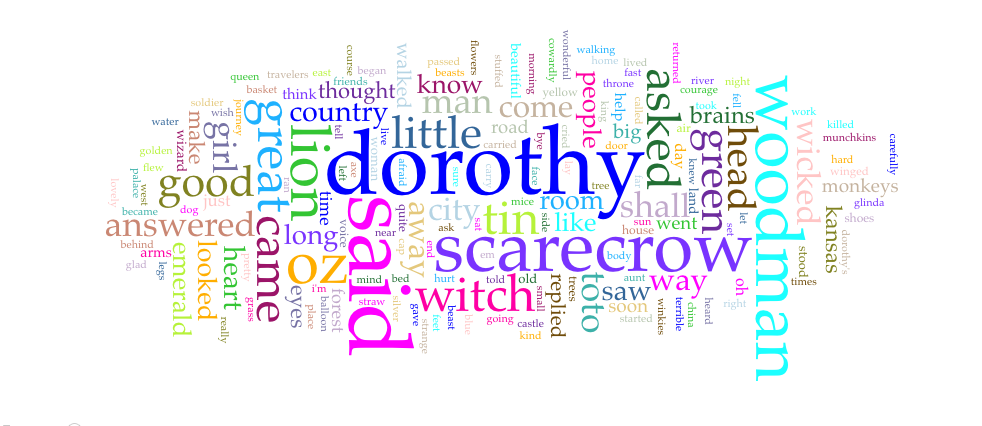 dorothy
scarecrow
said
woodman
witch
lion
great
oz
tin
little
asked
came
good
answered
green
head
wicked
man
come
people
know
thought
country
walked
think
friends
began
course
queen
travelers
east
basket
soldier
wish
journey
girl
make
wizard
water
golden
flew
palace
west
lovely
became
dog
just
behind
arms
glad
legs
emerald
looked
heart
really
pretty
grass
eyes
long
time
i'm
place
balloon
forest
voice
tell
left
axe
live
woman
ran
near
quite
afraid
away
cap
mind
bed
straw
silver
gave
strange
feet
beast
blue
hurt
end
ask
city
sat
em
told
old
small
going
castle
kind
replied
trees
toto
saw
soon
started
body
way
aunt
winkies
terrible
china
heard
right
oh
went
house
sun
shall
far
tree
room
like
side
mice
face
bye
carry
sure
carried
road
cried
day
lay
door
big
help
king
called
throne
fast
lived
home
walking
wonderful
cowardly
yellow
morning
beautiful
stuffed
flowers
beasts
passed
returned
river
courage
night
took
fell
brains
air
knew
land
set
let
work
killed
munchkins
hard
winged
monkeys
glinda
shoes
kansas
dorothy's
stood
times
carefully